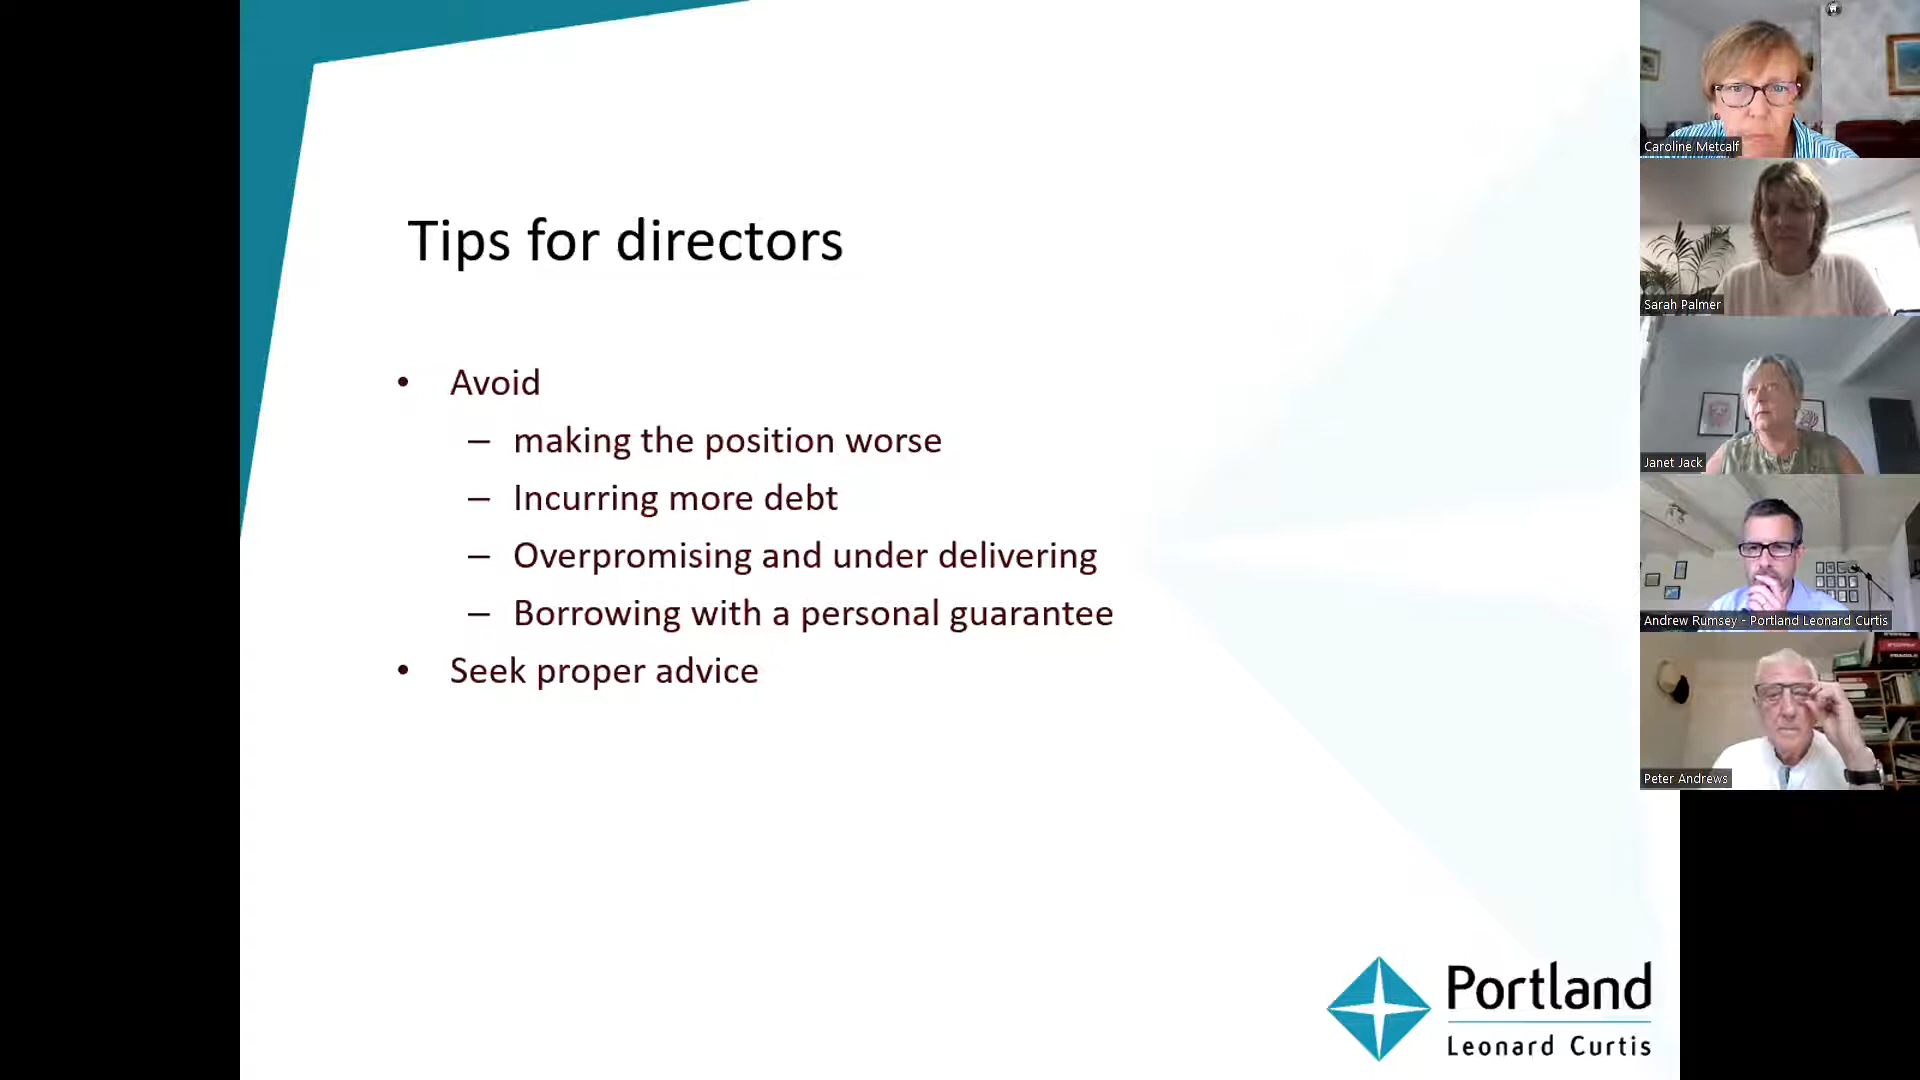 Tips for directors
• Avoid
– making the position worse
– Incurring more debt
– Overpromising and under delivering
– Borrowing with a personal guarantee
• Seek proper advice
Portland
Leonard Curtis
Caroline Metcalf
Sarah Palmer
Janet Jack
Andrew Rumsey - Portland Leonard Curtis
Peter Andrews